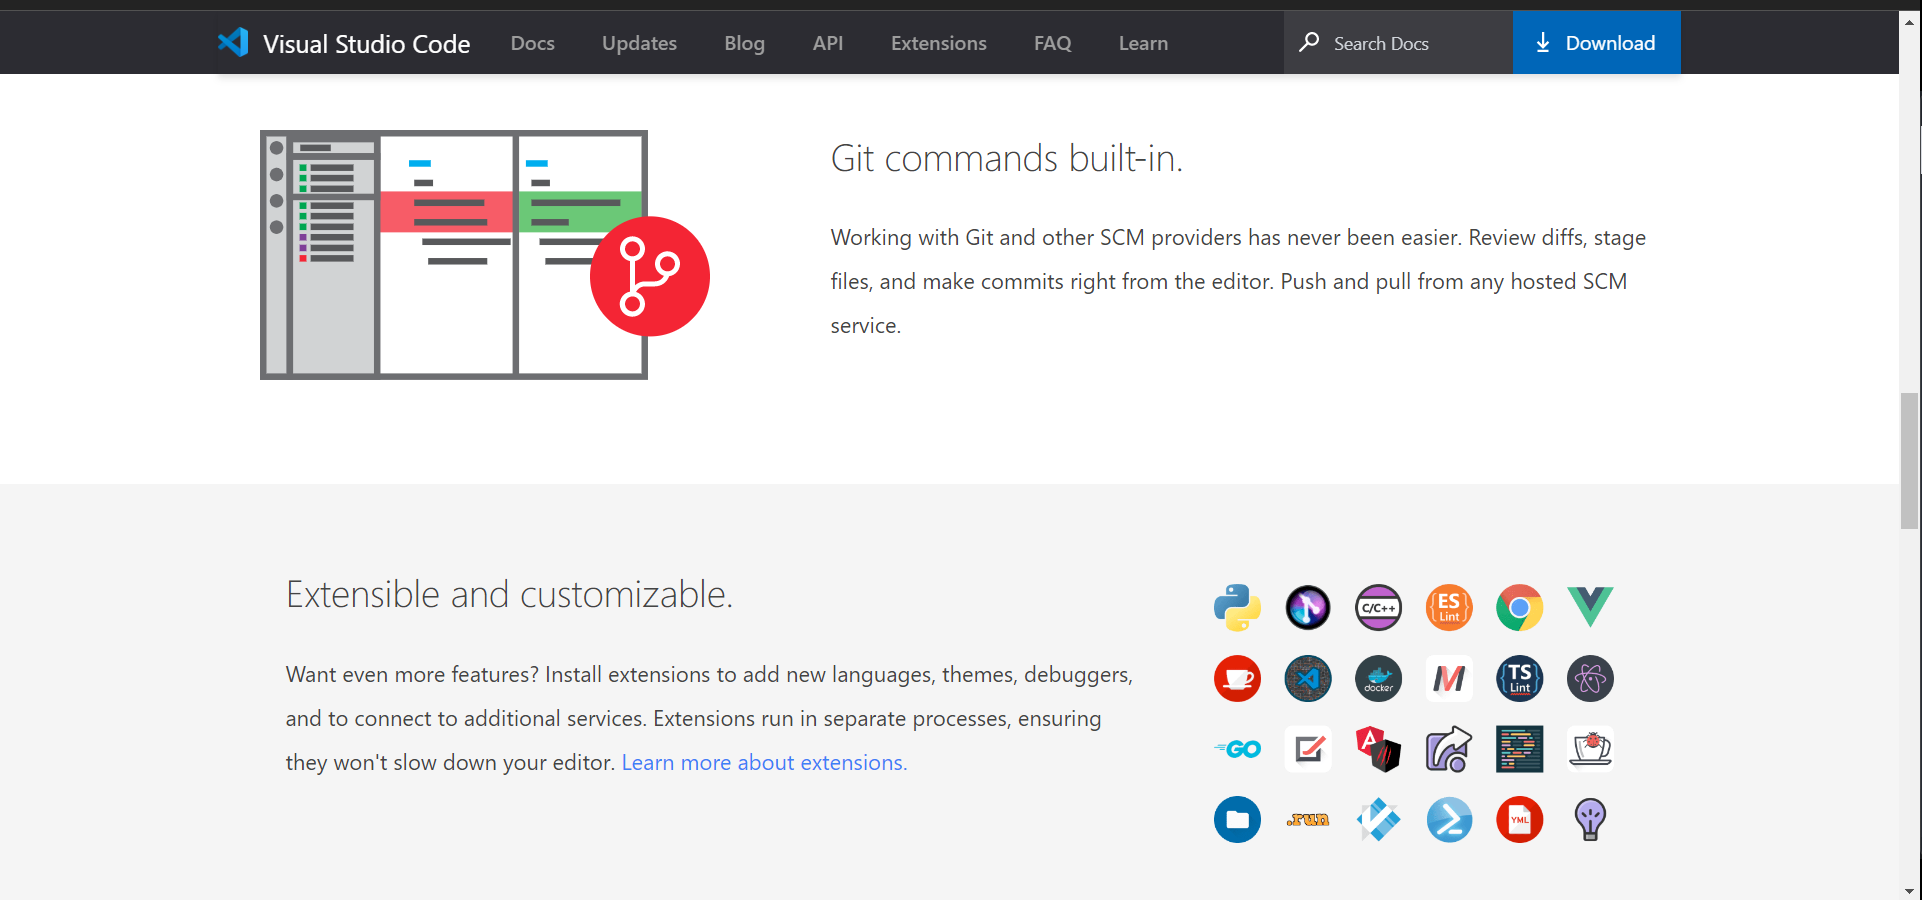 Visual Studio Code Docs Updates Blog API Extensions FAQ Learn Search Docs Download
Git commands built-in.
Working with Git and other SCM providers has never been easier. Review diffs, stage
files, and make commits right from the editor. Push and pull from any hosted SCM
service.
Extensible and customizable.
Want even more features? Install extensions to add new languages, themes, debuggers,
and to connect to additional services. Extensions run in separate processes, ensuring
they won't slow down your editor. Learn more about extensions.
C/C++
{ES}
Lint
docker
M
{TS}
Lint
GO
A
.run
YML